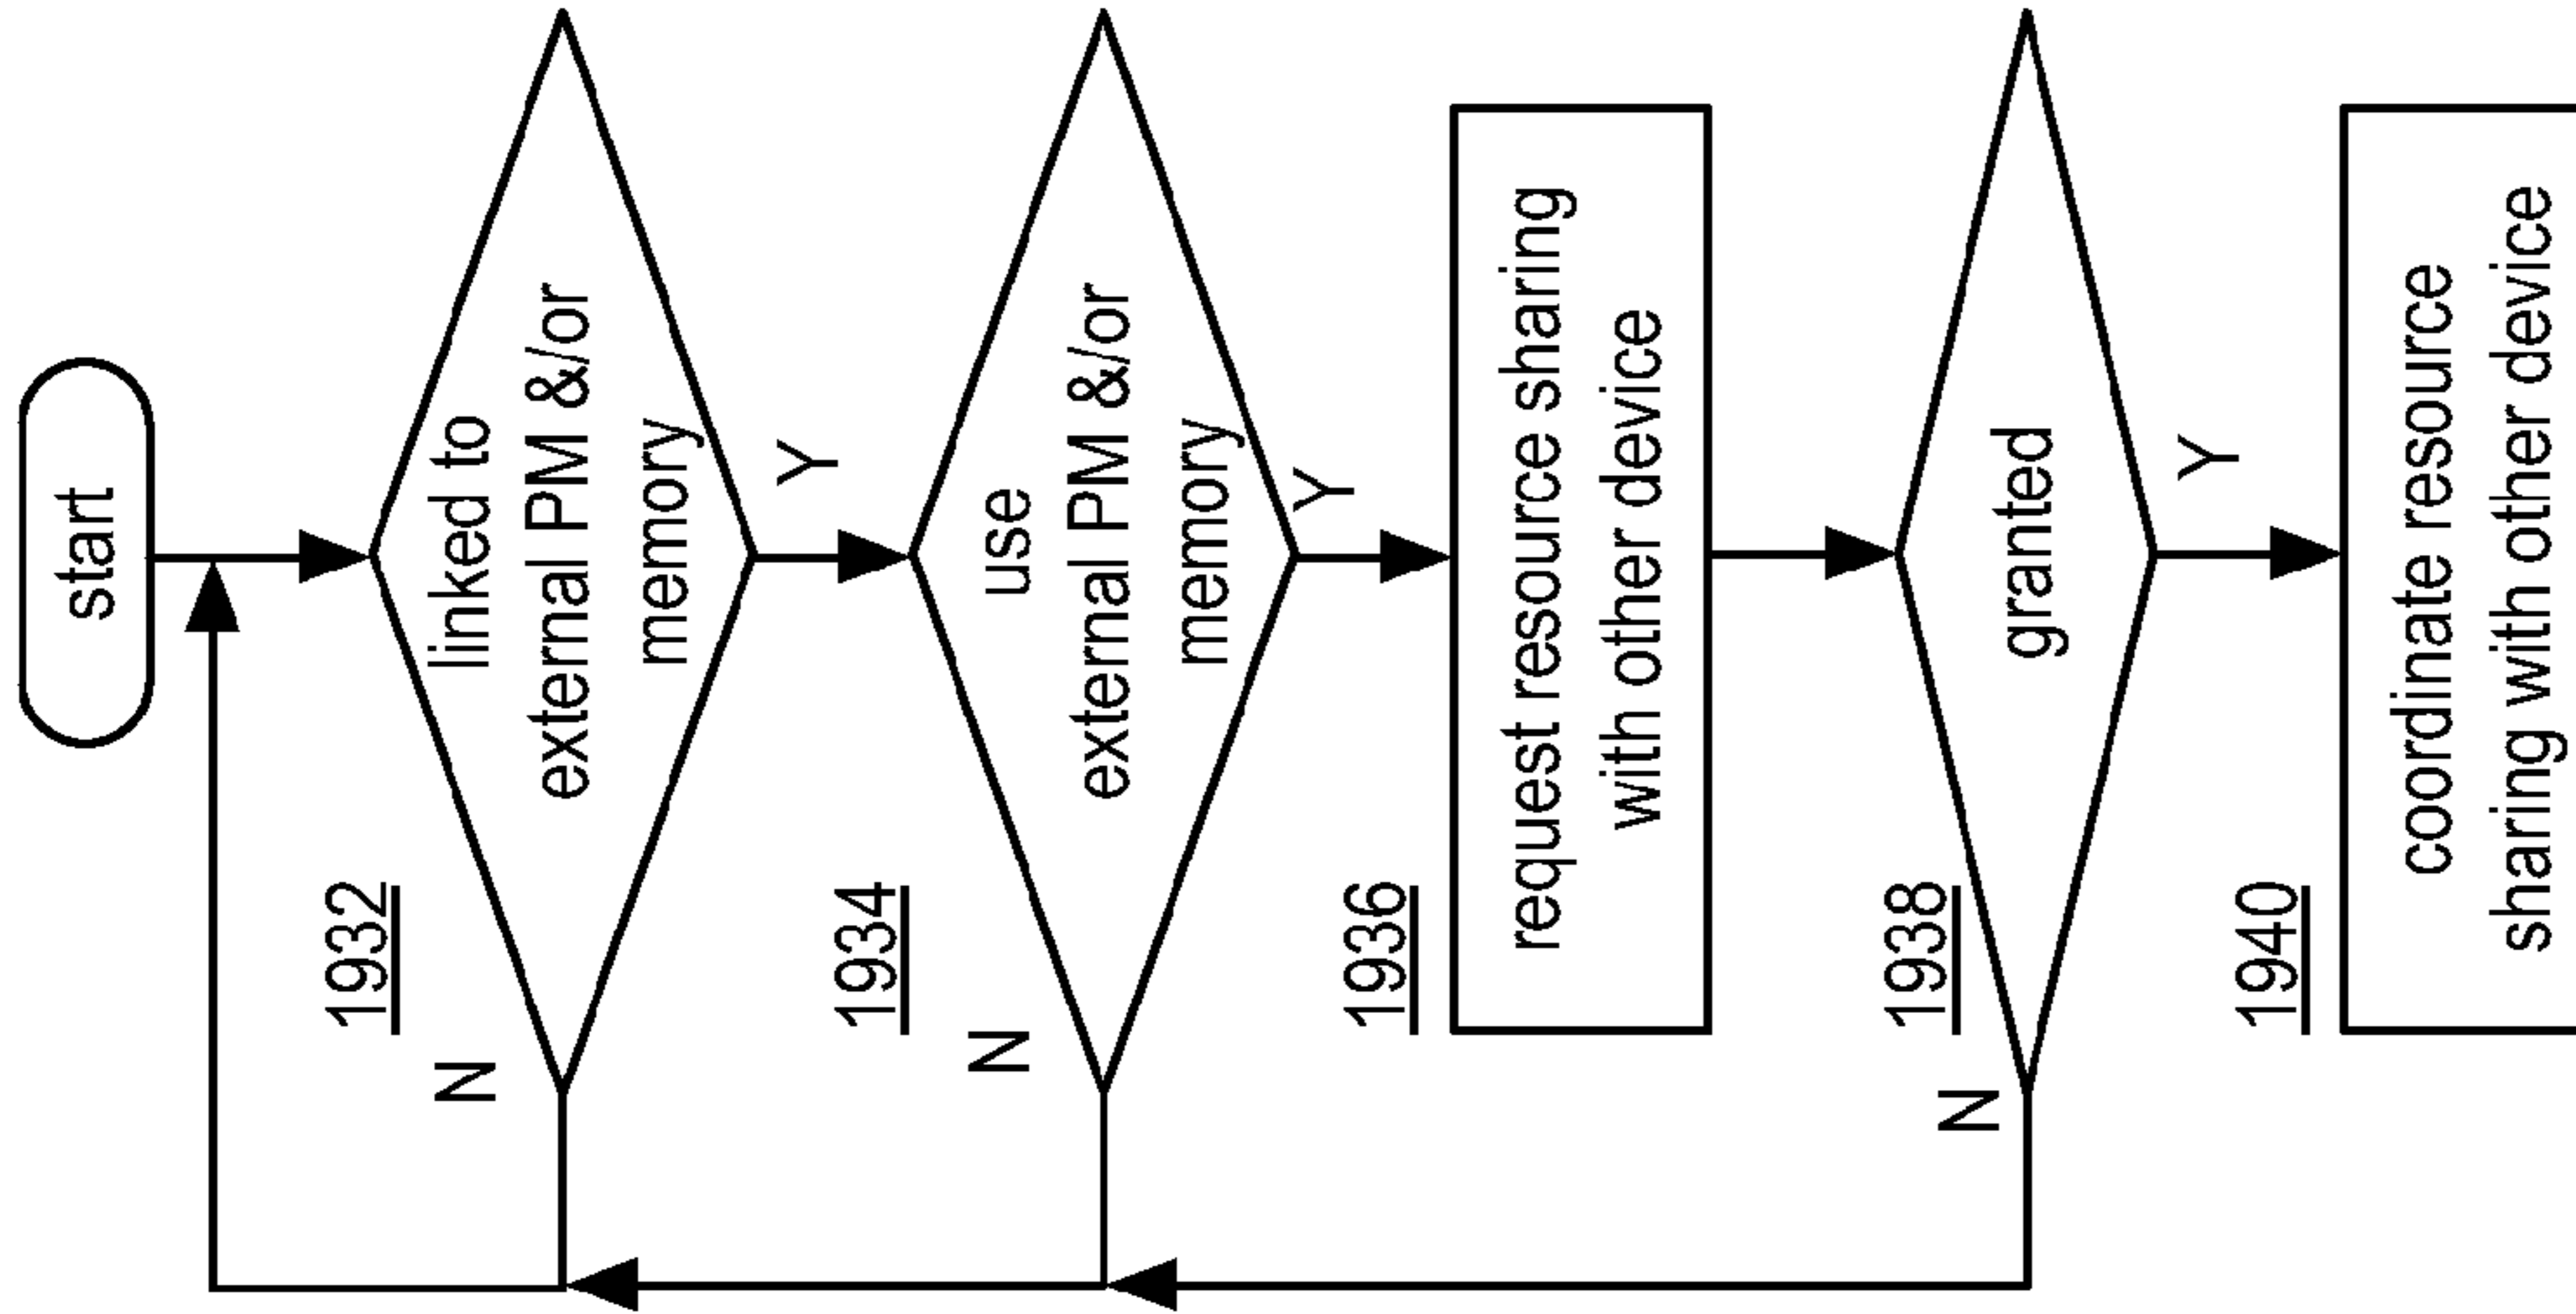 start
1932
linked to
external PM &/or
memory
N
Y
1934
use
external PM &/or
memory
N
Y
1936
request resource sharing
with other device
1938
granted
N
Y
1940
coordinate resource
sharing with other device